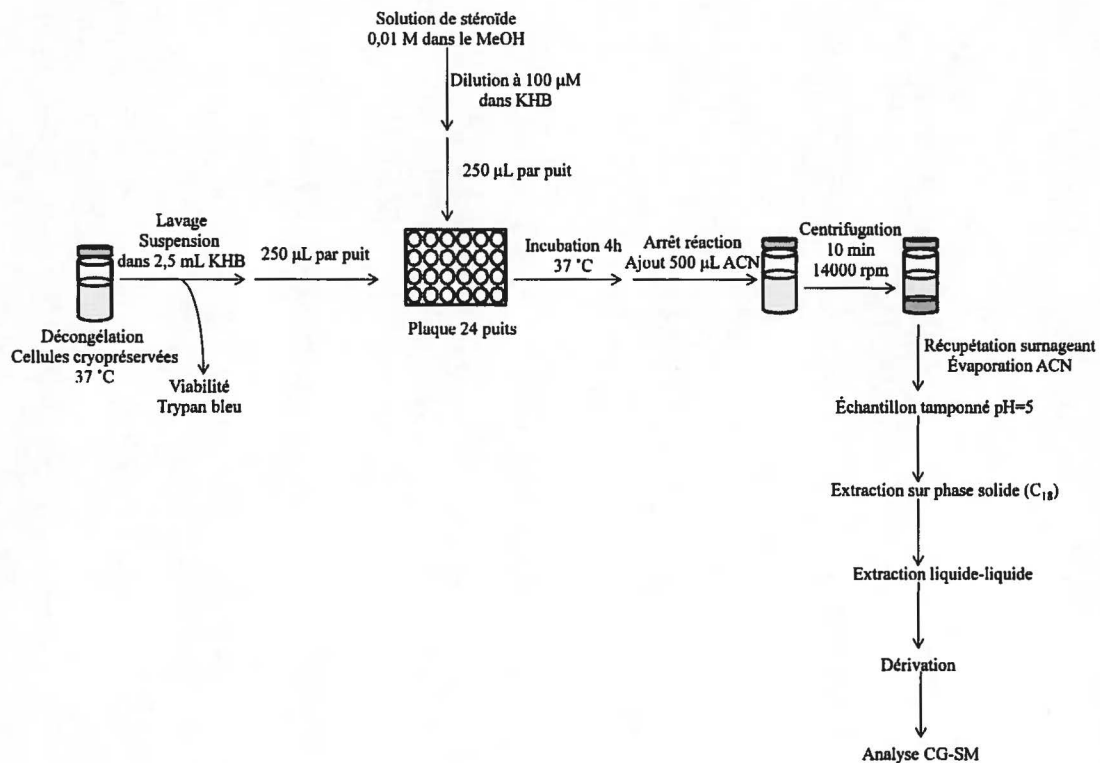 Solution de stéroïde
0,01 M dans le MeOH
Dilution à 100 µM
dans KHB
250 µL par puit
Lavage
Suspension
dans 2,5 mL KHB
250 µL par puit
Décongélation
Cellules cryopréservées
37 °C
Viabilité
Trypan bleu
Plaque 24 puits
Incubation 4h
37 °C
Arrêt réaction
Ajout 500 µL ACN
Centrifugation
10 min
14000 rpm
Récupétation surnageant
Évaporation ACN
Échantillon tamponné pH=5
Extraction sur phase solide (C₁₈)
Extraction liquide-liquide
Dérivation
Analyse CG-SM